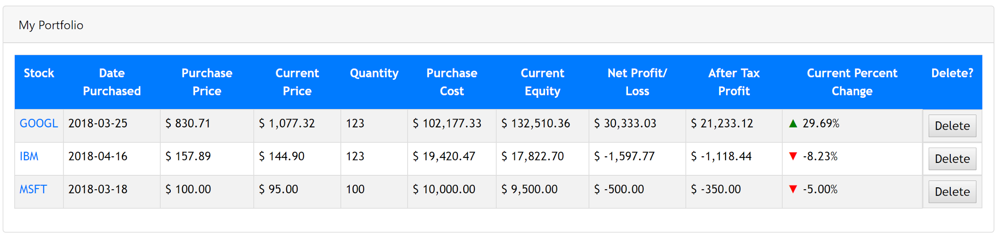 My Portfolio
Stock Date Purchased Purchase Price Current Price Quantity Purchase Cost Current Equity Net Profit/ Loss After Tax Profit Current Percent Change Delete?
GOOGL 2018-03-25 $ 830.71 $ 1,077.32 123 $ 102,177.33 $ 132,510.36 $ 30,333.03 $ 21,233.12 ▲ 29.69% Delete
IBM 2018-04-16 $ 157.89 $ 144.90 123 $ 19,420.47 $ 17,822.70 $ -1,597.77 $ -1,118.44 ▼ -8.23% Delete
MSFT 2018-03-18 $ 100.00 $ 95.00 100 $ 10,000.00 $ 9,500.00 $ -500.00 $ -350.00 ▼ -5.00% Delete